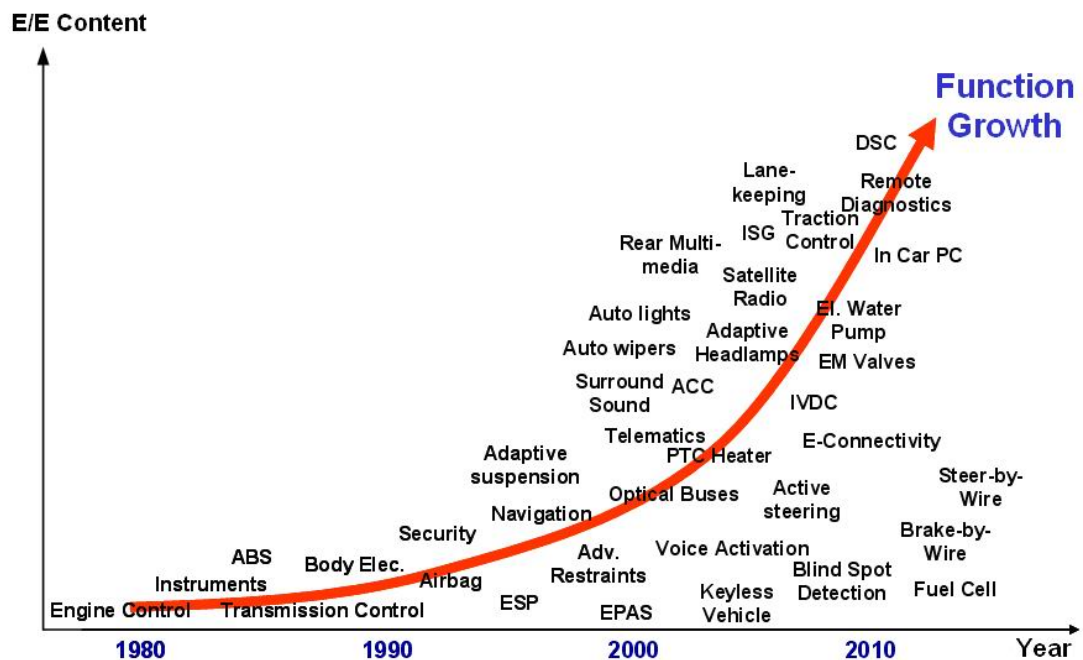 E/E Content
Function
Growth
DSC
Lane-
keeping
Remote
Diagnostics
Traction
Control
ISG
Rear Multi-
media
In Car PC
Satellite
Radio
Auto lights
El. Water
Pump
Adaptive
Headlamps
Auto wipers
EM Valves
Surround
Sound
ACC
IVDC
Telematics
E-Connectivity
PTC Heater
Adaptive
suspension
Optical Buses
Active
steering
Steer-by-
Wire
Navigation
Security
Brake-by-
Wire
Voice Activation
Adv.
Restraints
ABS
Body Elec.
Blind Spot
Detection
Airbag
Instruments
Fuel Cell
Keyless
Vehicle
ESP
EPAS
Engine Control
Transmission Control
1980
1990
2000
2010
Year